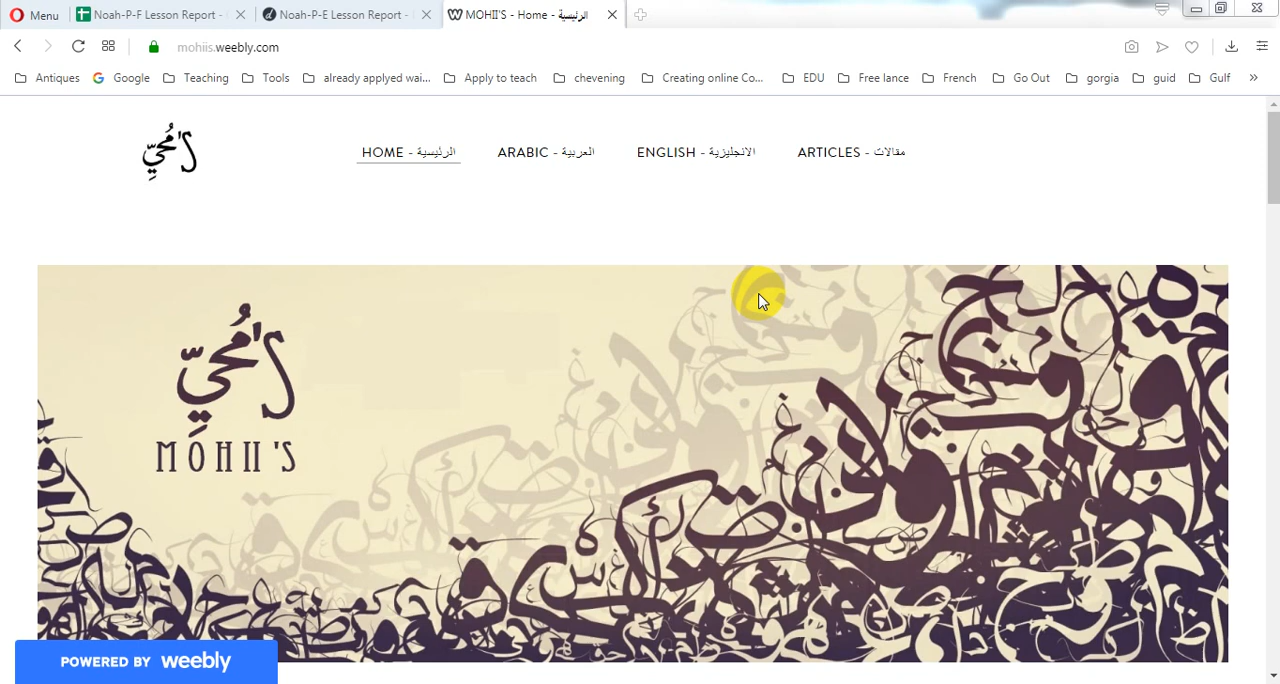 Menu
Noah-P-F Lesson Report -
Noah-P-E Lesson Report -
MOHII'S - Home - الرئيسية
mohiis.weebly.com
Antiques
Google
Teaching
Tools
already applyed wai...
Apply to teach
chevening
Creating online Co...
EDU
Free lance
French
Go Out
gorgia
guid
Gulf
مُحيّي'S
HOME - الرئيسية
ARABIC - العربية
ENGLISH - الانجليزية
ARTICLES - مقالات
مُحيّي'S
MOHII'S
POWERED BY weebly